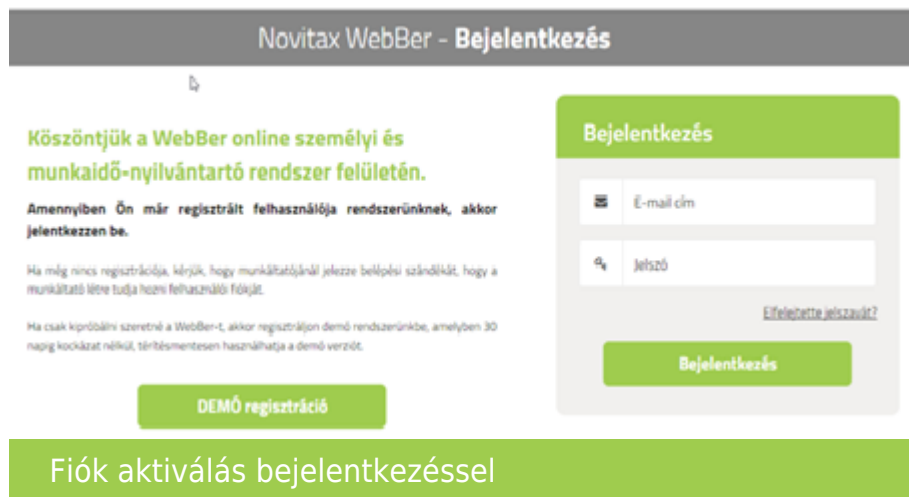 Novitax WebBer - Bejelentkezés
Köszöntjük a WebBer online személyi és
munkaidő-nyilvántartó rendszer felületén.
Amennyiben Ön már regisztrált felhasználója rendszerünknek, akkor
jelentkezzen be.
Ha még nincs regisztrációja, kérjük, hogy munkáltatójánál jelezze belépési szándékát, hogy a
munkáltató létre tudja hozni felhasználói fiókját.
Ha csak kipróbálni szeretné a WebBer-t, akkor regisztráljon demó rendszerünkbe, amelyben 30
napig kockázat nélkül, térítésmentesen használhatja a demó verziót.
DEMÓ regisztráció
Bejelentkezés
E-mail cím
Jelszó
Elfelejtette jelszavát?
Bejelentkezés
Fiók aktiválás bejelentkezéssel